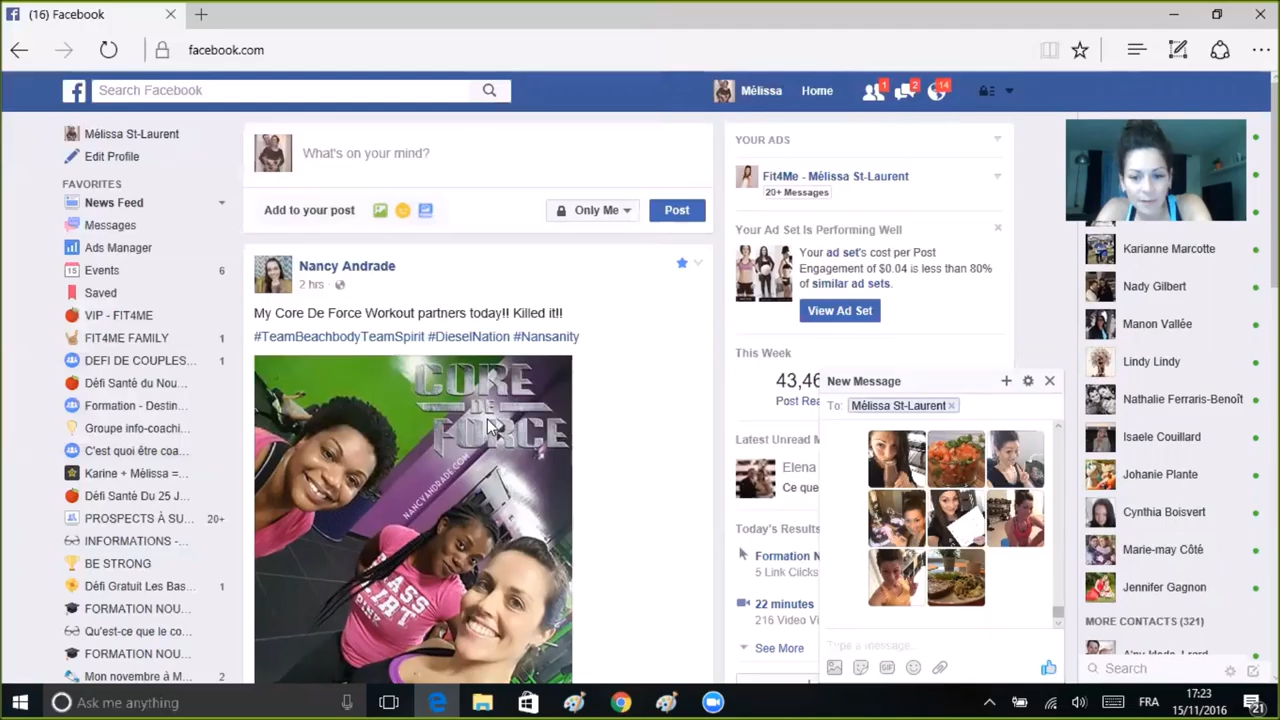 (16) Facebook
facebook.com
Search Facebook
Mélissa
Home
1
2
14
Mélissa St-Laurent
Edit Profile
FAVORITES
News Feed
Messages
Ads Manager
15 Events 6
Saved
VIP - FIT4ME
FIT4ME FAMILY 1
DEFI DE COUPLES... 1
Défi Santé du Nou...
Formation - Destin...
Groupe info-coachi...
C'est quoi être coa...
Karine + Mélissa =...
Défi Santé Du 25 J...
PROSPECTS À SU... 20+
INFORMATIONS -...
BE STRONG
Défi Gratuit Les Bas...
FORMATION NOU...
Qu'est-ce que le co...
FORMATION NOU...
Mon novembre à M... 2
What's on your mind?
Add to your post
Only Me
Post
Nancy Andrade
2 hrs
My Core De Force Workout partners today!! Killed it!!
#TeamBeachbodyTeamSpirit #DieselNation #Nansanity
CORE
DE
FORCE
NANCYANDRADE.COM
YOUR ADS
Fit4Me - Mélissa St-Laurent
20+ Messages
Your Ad Set Is Performing Well
Your ad set's cost per Post
Engagement of $0.04 is less than 80%
of similar ad sets.
View Ad Set
This Week
43,46
Post Rea
Latest Unread M
Elena
Ce que
Today's Results
Formation N
5 Link Clicks
22 minutes
216 Video Vi
See More
New Message
To: Mélissa St-Laurent
Type a message...
GIF
Karianne Marcotte
Nady Gilbert
Manon Vallée
Lindy Lindy
Nathalie Ferraris-Benoît
Isaele Couillard
Johanie Plante
Cynthia Boisvert
Marie-may Côté
Jennifer Gagnon
MORE CONTACTS (321)
Search
Ask me anything
FRA
17:23
15/11/2016
21